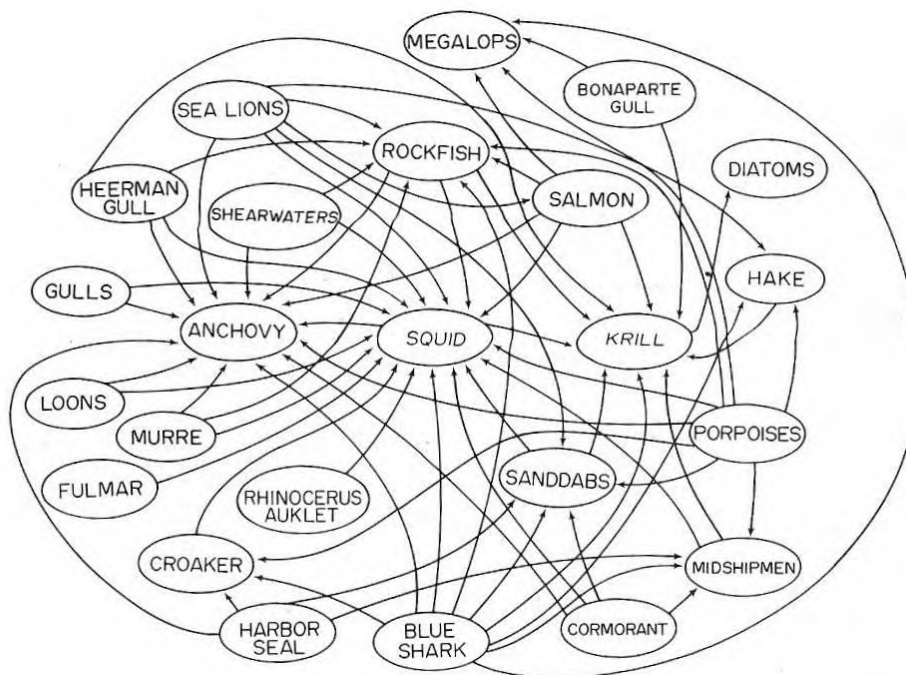 MEGALOPS
BONAPARTE
GULL
SEA LIONS
ROCKFISH
DIATOMS
HEERMAN
GULL
SHEARWATERS
SALMON
HAKE
GULLS
ANCHOVY
SQUID
KRILL
LOONS
MURRE
PORPOISES
FULMAR
RHINOCERUS
AUKLET
SANDDABS
CROAKER
MIDSHIPMEN
HARBOR
SEAL
BLUE
SHARK
CORMORANT